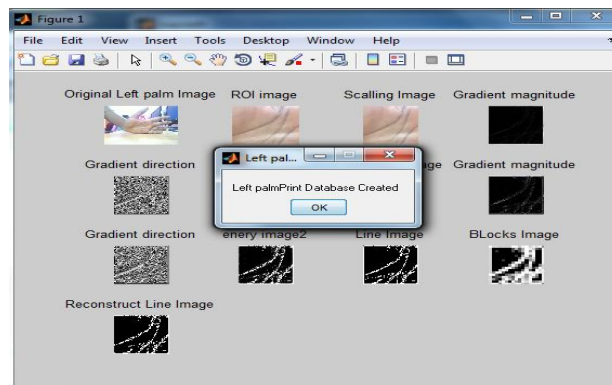 Figure 1
File Edit View Insert Tools Desktop Window Help
Original Left palm Image ROI image Scalling Image Gradient magnitude
Left pal...
Gradient direction age Gradient magnitude
Left palmPrint Database Created
OK
Gradient direction enery image2 Line Image BLocks Image
Reconstruct Line Image